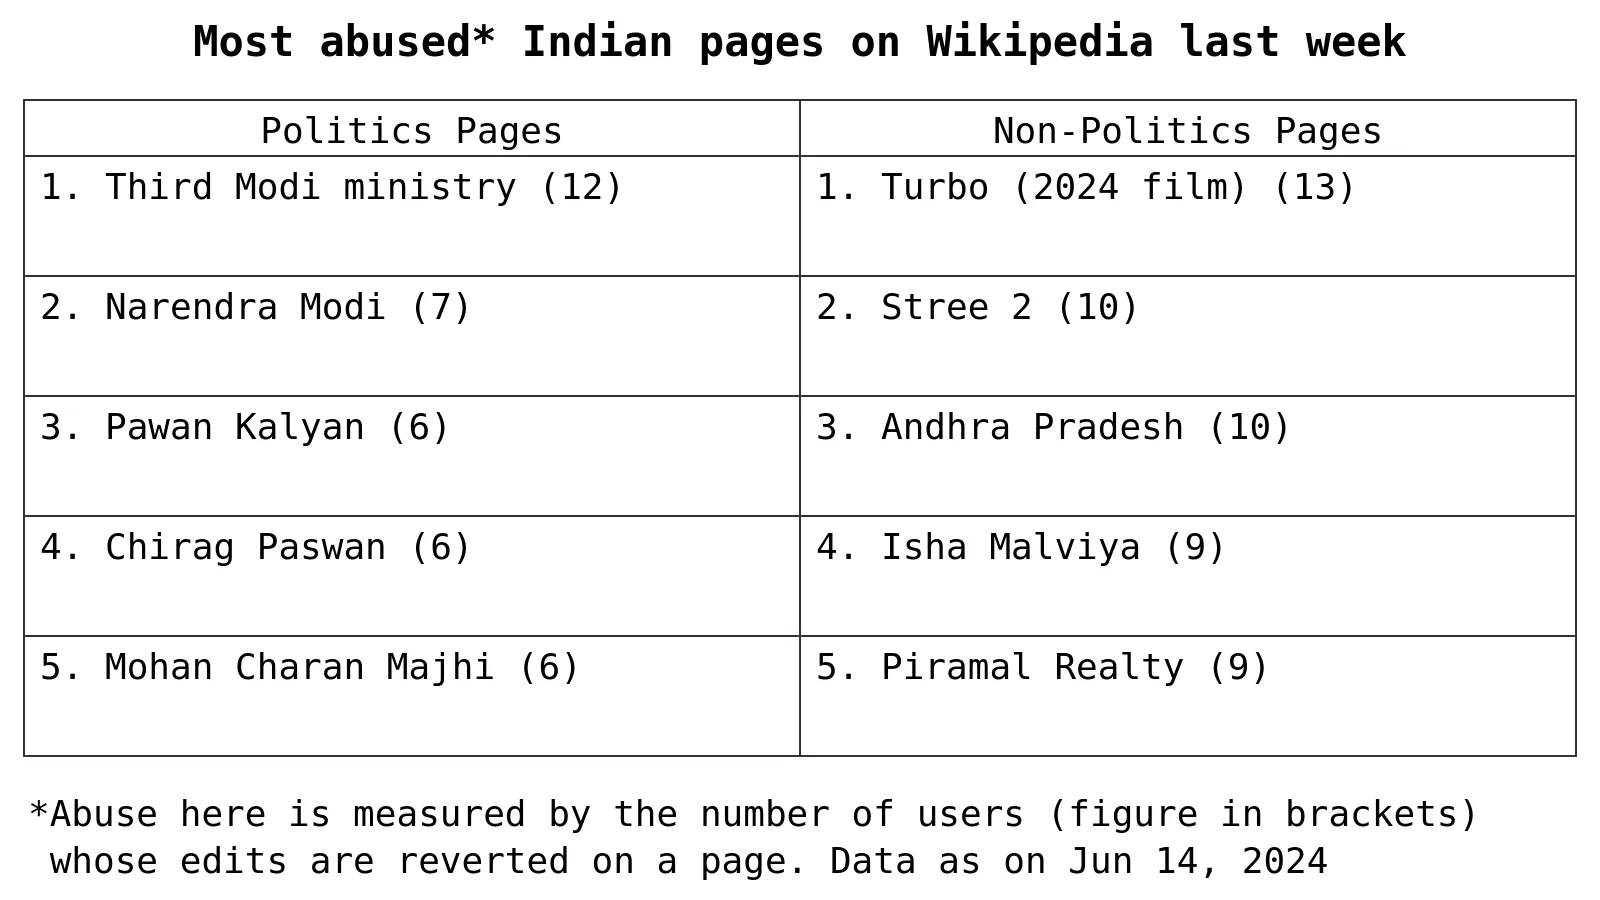 Most abused* Indian pages on Wikipedia last week
Politics Pages
Non-Politics Pages
1. Third Modi ministry (12)
1. Turbo (2024 film) (13)
2. Narendra Modi (7)
2. Stree 2 (10)
3. Pawan Kalyan (6)
3. Andhra Pradesh (10)
4. Chirag Paswan (6)
4. Isha Malviya (9)
5. Mohan Charan Majhi (6)
5. Piramal Realty (9)
*Abuse here is measured by the number of users (figure in brackets)
whose edits are reverted on a page. Data as on Jun 14, 2024